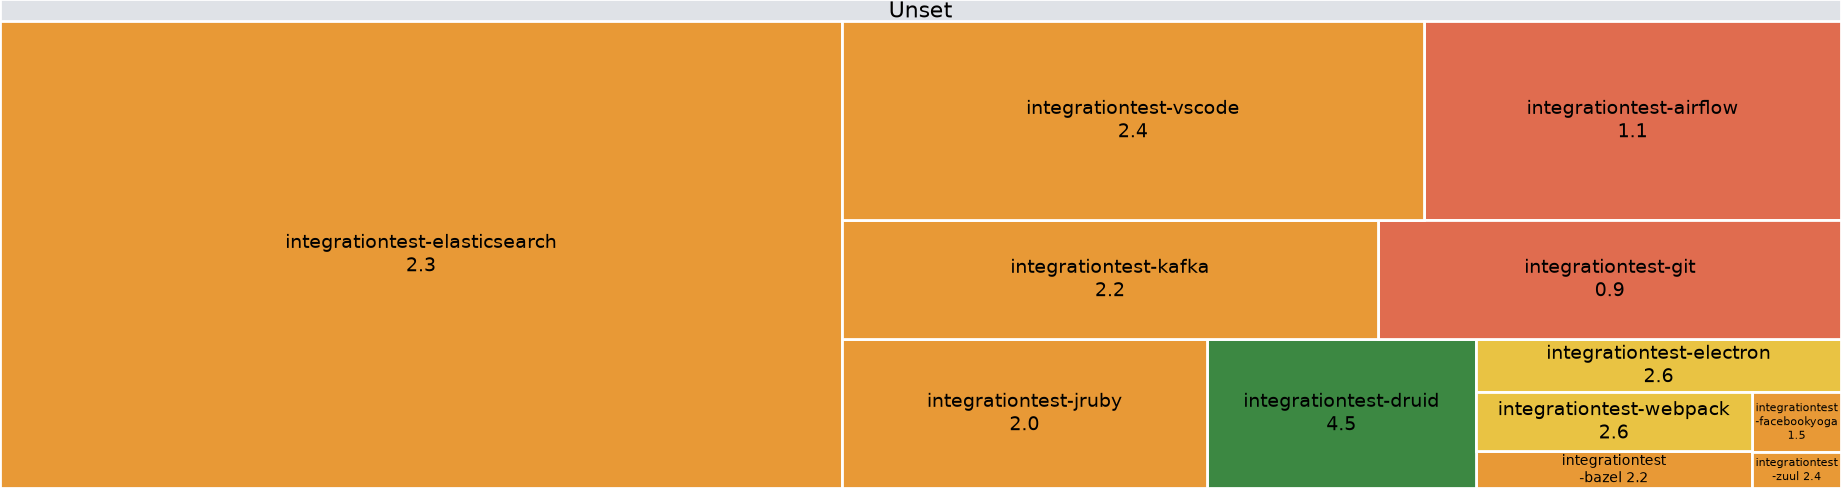 Unset
integrationtest-elasticsearch
2.3
integrationtest-vscode
2.4
integrationtest-airflow
1.1
integrationtest-kafka
2.2
integrationtest-git
0.9
integrationtest-jruby
2.0
integrationtest-druid
4.5
integrationtest-electron
2.6
integrationtest-webpack
2.6
integrationtest
-facebookyoga
1.5
integrationtest
-bazel 2.2
integrationtest
-zuul 2.4